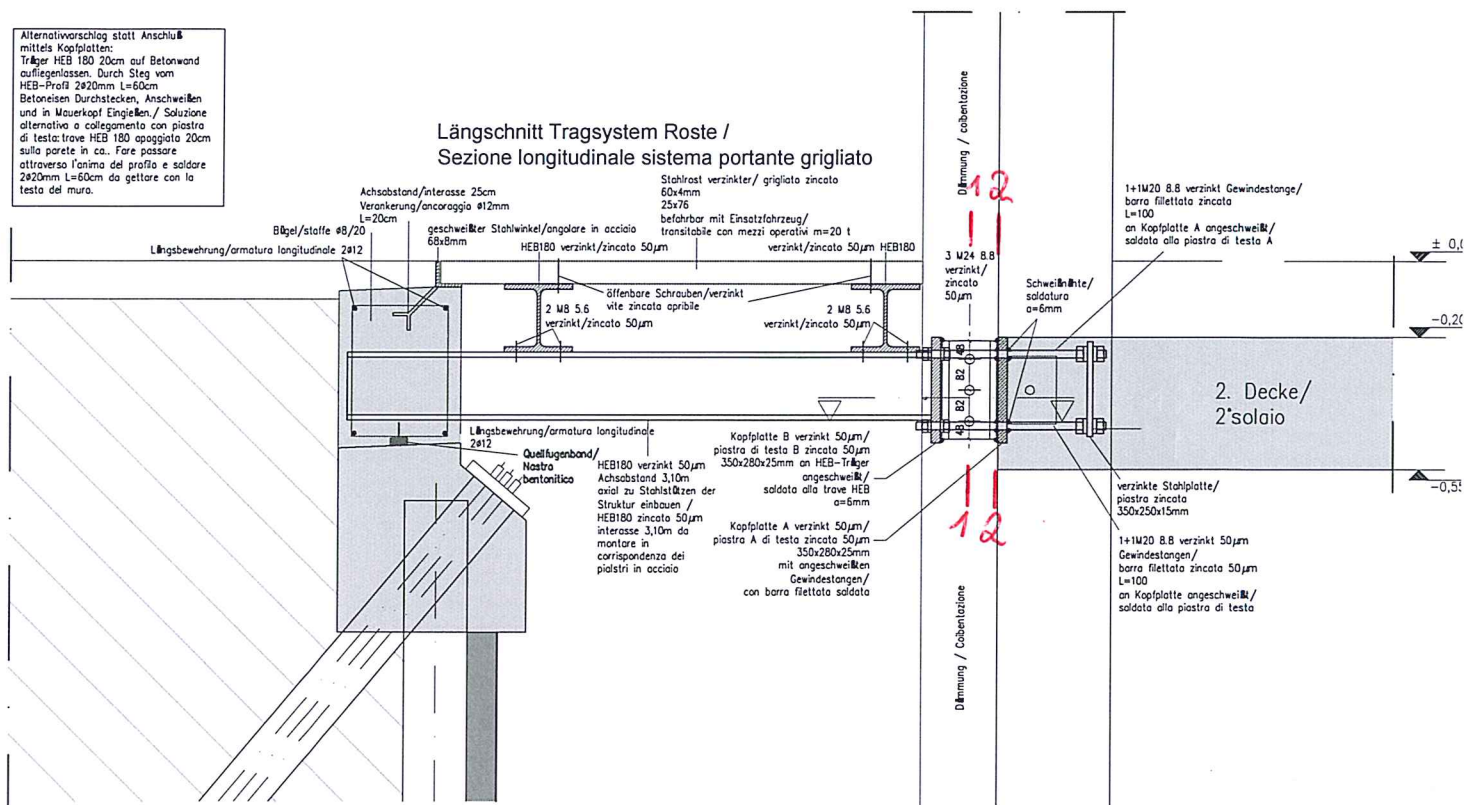 Alternativvorschlag statt Anschluß
mittels Kopfplatten:
Träger HEB 180 20cm auf Betonwand
aufliegenlassen. Durch Steg vom
HEB-Profil 2ø20mm L=60cm
Betoneisen Durchstecken, Anschweißen
und in Mauerkopf Eingießen./ Soluzione
alternativa a collegamento con piastra
di testa: trave HEB 180 apoggiata 20cm
sulla parete in ca.. Fare passare
attraverso l'anima del profilo e saldare
2ø20mm L=60cm da gettare con la
testa del muro.
Längschnitt Tragsystem Roste /
Sezione longitudinale sistema portante grigliato
Achsabstand/interasse 25cm
Verankerung/ancoraggio ø12mm
L=20cm
Bügel/staffe ø8/20
Längsbewehrung/armatura longitudinale 2ø12
geschweißter Stahlwinkel/angolare in acciaio
68x8mm
Stahlrost verzinkter/ grigliato zincato
60x4mm
25x76
befahrbar mit Einsatzfahrzeug/
transitabile con mezzi operativi m=20 t
HEB180 verzinkt/zincato 50µm
verzinkt/zincato 50µm HEB180
öffenbare Schrauben/verzinkt
vite zincata apribile
2 M8 5.6
verzinkt/zincato 50µm
2 M8 5.6
verzinkt/zincato 50µm
Dämmung / coibentazione
1 2
3 M24 8.8
verzinkt/
zincato
50µm
Schweißnähte/
saldatura
a=6mm
1+1M20 8.8 verzinkt Gewindestange/
barra filettata zincata
L=100
an Kopfplatte A angeschweißt/
saldata alla piastra di testa A
± 0,0
-0,20
-0,55
48
82
82
48
2. Decke/
2°solaio
Längsbewehrung/armatura longitudinale
2ø12
Quellfugenband/
Nastro
bentonitico
HEB180 verzinkt 50µm
Achsabstand 3,10m
axial zu Stahlstützen der
Struktur einbauen /
HEB180 zincato 50µm
interasse 3,10m da
montare in
corrispondenza dei
pialstri in acciaio
Kopfplatte B verzinkt 50µm/
piastra di testa B zincata 50µm
350x280x25mm an HEB-Träger
angeschweißt/
saldata alla trave HEB
a=6mm
Kopfplatte A verzinkt 50µm/
piastra A di testa zincata 50µm
350x280x25mm
mit angeschweißten
Gewindestangen/
con barra filettata saldata
1 2
Dämmung / Coibentazione
verzinkte Stahlplatte/
piastra zincata
350x250x15mm
1+1M20 8.8 verzinkt 50µm
Gewindestangen/
barra filettata zincata 50µm
L=100
an Kopfplatte angeschweißt/
saldata alla piastra di testa